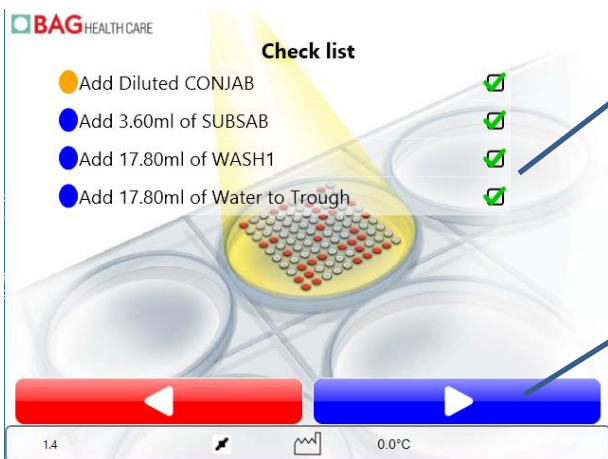 BAG HEALTH CARE
Check list
Add Diluted CONJAB
Add 3.60ml of SUBSAB
Add 17.80ml of WASH1
Add 17.80ml of Water to Trough
1.4 0.0°C